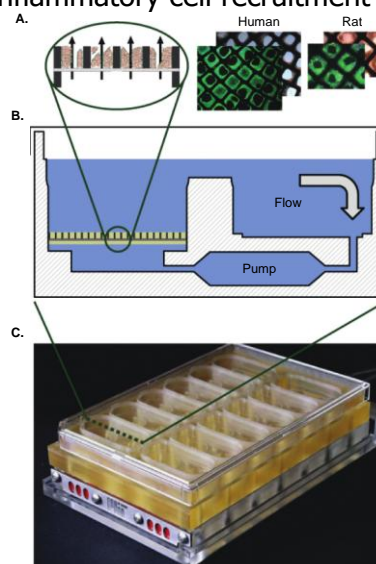 nflammatory cell recruitment
A.
Human
Rat
B.
Flow
Pump
C.